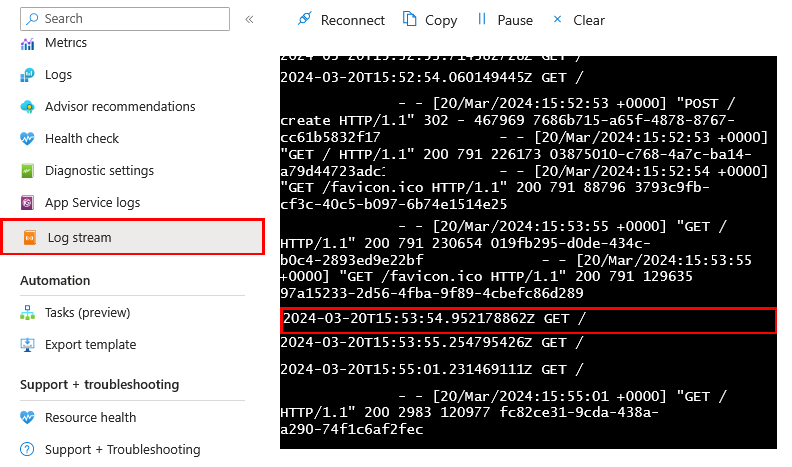 Search
«
Reconnect Copy Pause Clear
Metrics
Logs
Advisor recommendations
Health check
Diagnostic settings
App Service logs
Log stream
Automation
Tasks (preview)
Export template
Support + troubleshooting
Resource health
Support + Troubleshooting
2024-03-20T15:52:54.060149445Z GET /
- - [20/Mar/2024:15:52:53 +0000] "POST /
create HTTP/1.1" 302 - 467969 7686b715-a65f-4878-8767-
cc61b5832f17 - - [20/Mar/2024:15:52:53 +0000]
"GET / HTTP/1.1" 200 791 226173 03875010-c768-4a7c-ba14-
a79d44723adc - - [20/Mar/2024:15:52:54 +0000]
"GET /favicon.ico HTTP/1.1" 200 791 88796 3793c9fb-
cf3c-40c5-b097-6b74e1514e25
- - [20/Mar/2024:15:53:55 +0000] "GET /
HTTP/1.1" 200 791 230654 019fb295-d0de-434c-
b0c4-2893ed9e22bf - - [20/Mar/2024:15:53:55
+0000] "GET /favicon.ico HTTP/1.1" 200 791 129635
97a15233-2d56-4fba-9f89-4cbefc86d289
2024-03-20T15:53:54.952178862Z GET /
2024-03-20T15:53:55.254795426Z GET /
2024-03-20T15:55:01.231469111Z GET /
- - [20/Mar/2024:15:55:01 +0000] "GET /
HTTP/1.1" 200 2983 120977 fc82ce31-9cda-438a-
a290-74f1c6af2fec